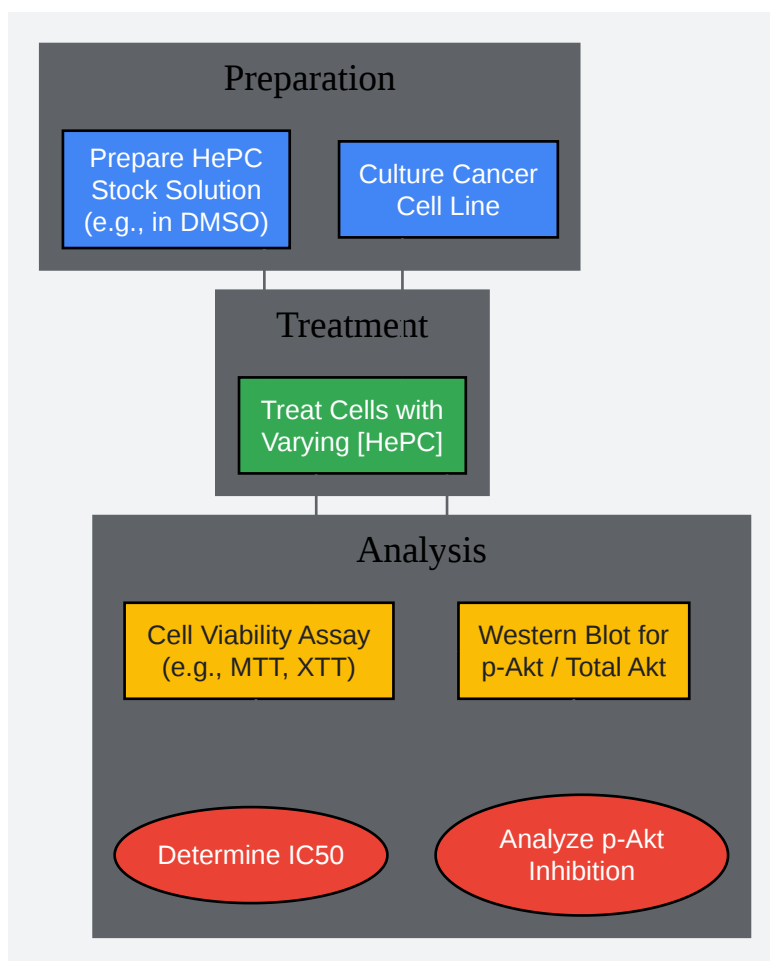 Preparation
Prepare HePC
Stock Solution
(e.g., in DMSO)
Culture Cancer
Cell Line
Treatment
Treat Cells with
Varying [HePC]
Analysis
Cell Viability Assay
(e.g., MTT, XTT)
Western Blot for
p-Akt / Total Akt
Determine IC50
Analyze p-Akt
Inhibition